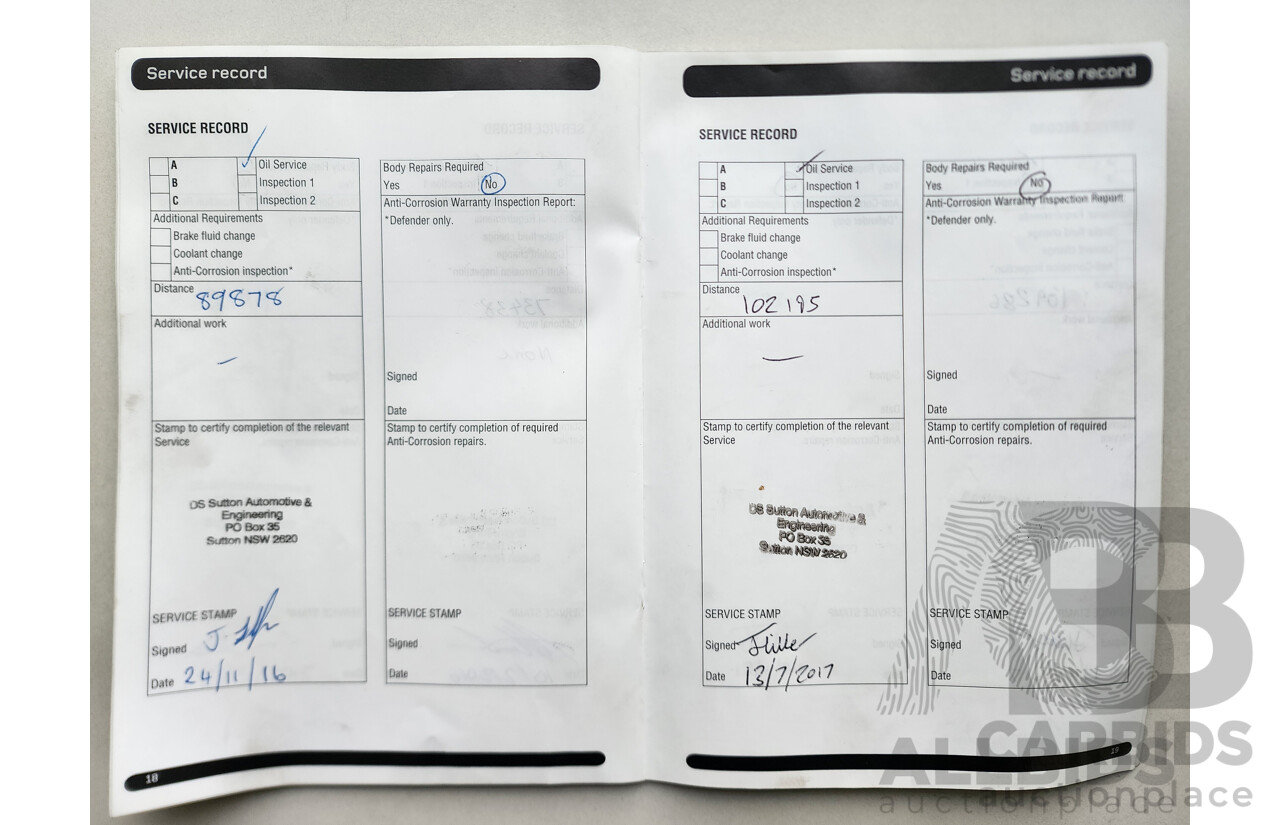 Service record
SERVICE RECORD
A Oil Service
B Inspection 1
C Inspection 2
Additional Requirements
Brake fluid change
Coolant change
Anti-Corrosion inspection*
Distance
89878
Additional work
—
Stamp to certify completion of the relevant
Service
DS Sutton Automotive &
Engineering
PO Box 35
Sutton NSW 2620
SERVICE STAMP
Signed
Date 24/11/16
Body Repairs Required
Yes No
Anti-Corrosion Warranty Inspection Report:
*Defender only.
Signed
Date
Stamp to certify completion of required
Anti-Corrosion repairs.
SERVICE STAMP
Signed
Date
18
Service record
SERVICE RECORD
A Oil Service
B Inspection 1
C Inspection 2
Additional Requirements
Brake fluid change
Coolant change
Anti-Corrosion inspection*
Distance
102195
Additional work
—
Stamp to certify completion of the relevant
Service
DS Sutton Automotive &
Engineering
PO Box 35
Sutton NSW 2620
SERVICE STAMP
Signed
Date 13/7/2017
Body Repairs Required
Yes No
Anti-Corrosion Warranty Inspection Report
*Defender only.
Signed
Date
Stamp to certify completion of required
Anti-Corrosion repairs.
SERVICE STAMP
Signed
Date
19
AB
CARBIDS
ALLBIDS
auctionplace
auctionplace